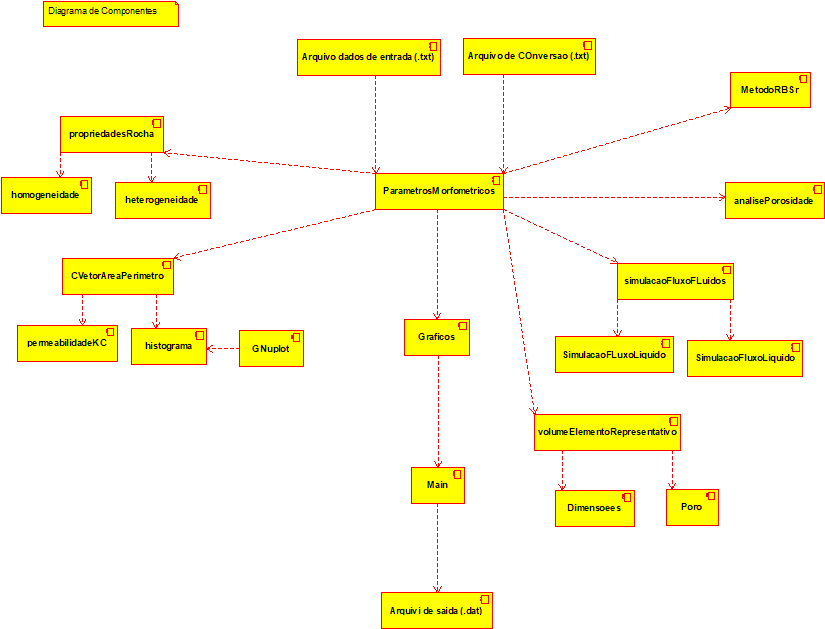 Diagrama de Componentes
Arquivo dados de entrada (.txt)
Arquivo de COnversao (.txt)
MetodoRBSr
propriedadesRocha
homogeneidade
heterogeneidade
ParametrosMorfometricos
analisePorosidade
CVetorAreaPerimetro
simulacaoFluxoFLuidos
permeabilidadeKC
histograma
GNuplot
Graficos
SimulacaoFLuxoLiquido
SimulacaoFluxoLiquido
volumeElementoRepresentativo
Main
Dimensoees
Poro
Arquivi de saida (.dat)